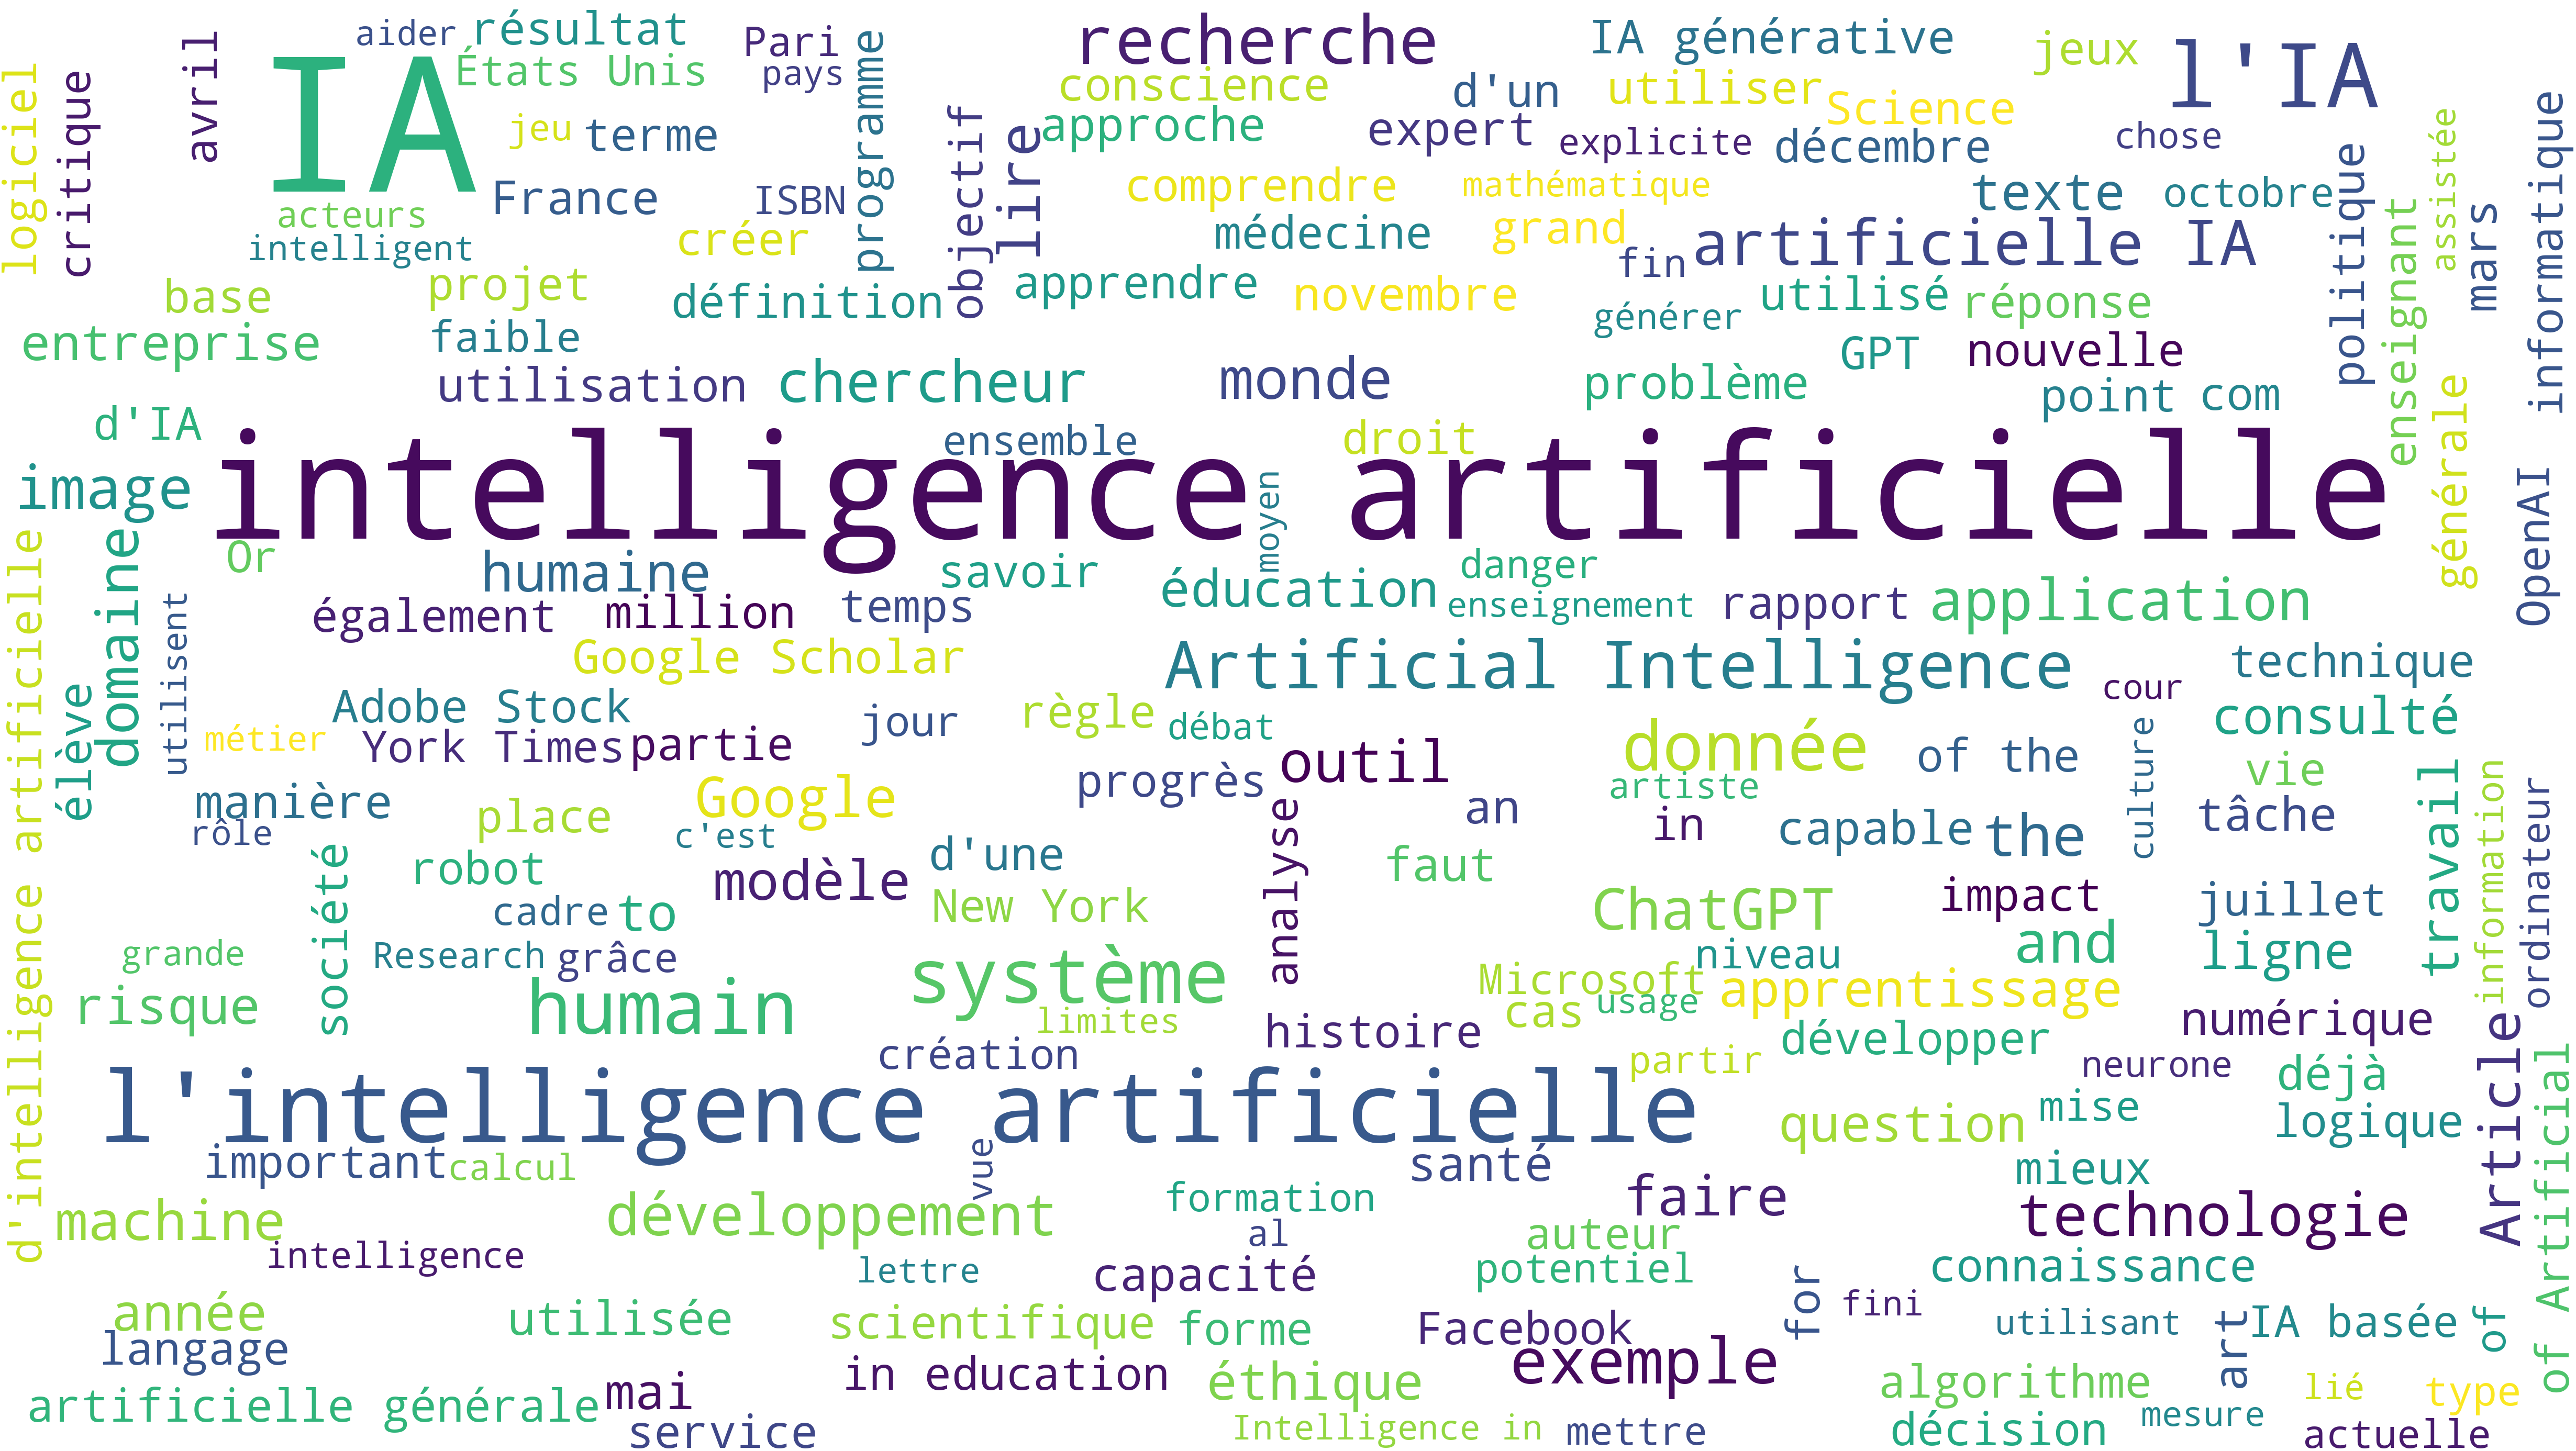 logiciel
critique
avril
IA
aider
résultat
États Unis
Pari
pays
programme
recherche
conscience
IA générative
jeux
l'IA
jeu
terme
objectif
lire
approche
d'un
utiliser
Science
expert
explicite
décembre
chose
politique
enseignant
assistée
mars
informatique
France
ISBN
acteurs
intelligent
créer
comprendre
mathématique
texte
octobre
médecine
grand
fin
artificielle IA
base
projet
définition
apprendre
novembre
générer
utilisé
réponse
entreprise
faible
GPT
nouvelle
utilisation
chercheur
monde
problème
point
com
générale
d'IA
ensemble
droit
image
intelligence artificielle
moyen
OpenAI
d'intelligence artificielle
domaine
Or
humaine
savoir
éducation
danger
enseignement
rapport
application
utilisent
également
million
temps
Google Scholar
Artificial Intelligence
technique
élève
Adobe Stock
jour
règle
débat
cour
consulté
métier
York Times
partie
outil
donnée
of the
culture
vie
manière
place
Google
progrès
artiste
tâche
travail
information
ordinateur
rôle
c'est
analyse
an
in
capable
the
société
robot
modèle
d'une
faut
cadre
to
New York
ChatGPT
impact
juillet
grande
Research
grâce
système
niveau
and
ligne
risque
humain
limites
Microsoft
cas
usage
apprentissage
histoire
numérique
création
partir
développer
neurone
déjà
Article
of Artificial
l'intelligence artificielle
question
mise
logique
important
calcul
vue
santé
mieux
machine
développement
formation
faire
technologie
intelligence
al
auteur
lettre
capacité
potentiel
connaissance
année
utilisée
scientifique
forme
Facebook
for
fini
utilisant
art
IA basée
of
langage
in education
éthique
exemple
algorithme
lié
type
artificielle générale
mai
service
Intelligence in
mettre
décision
mesure
actuelle